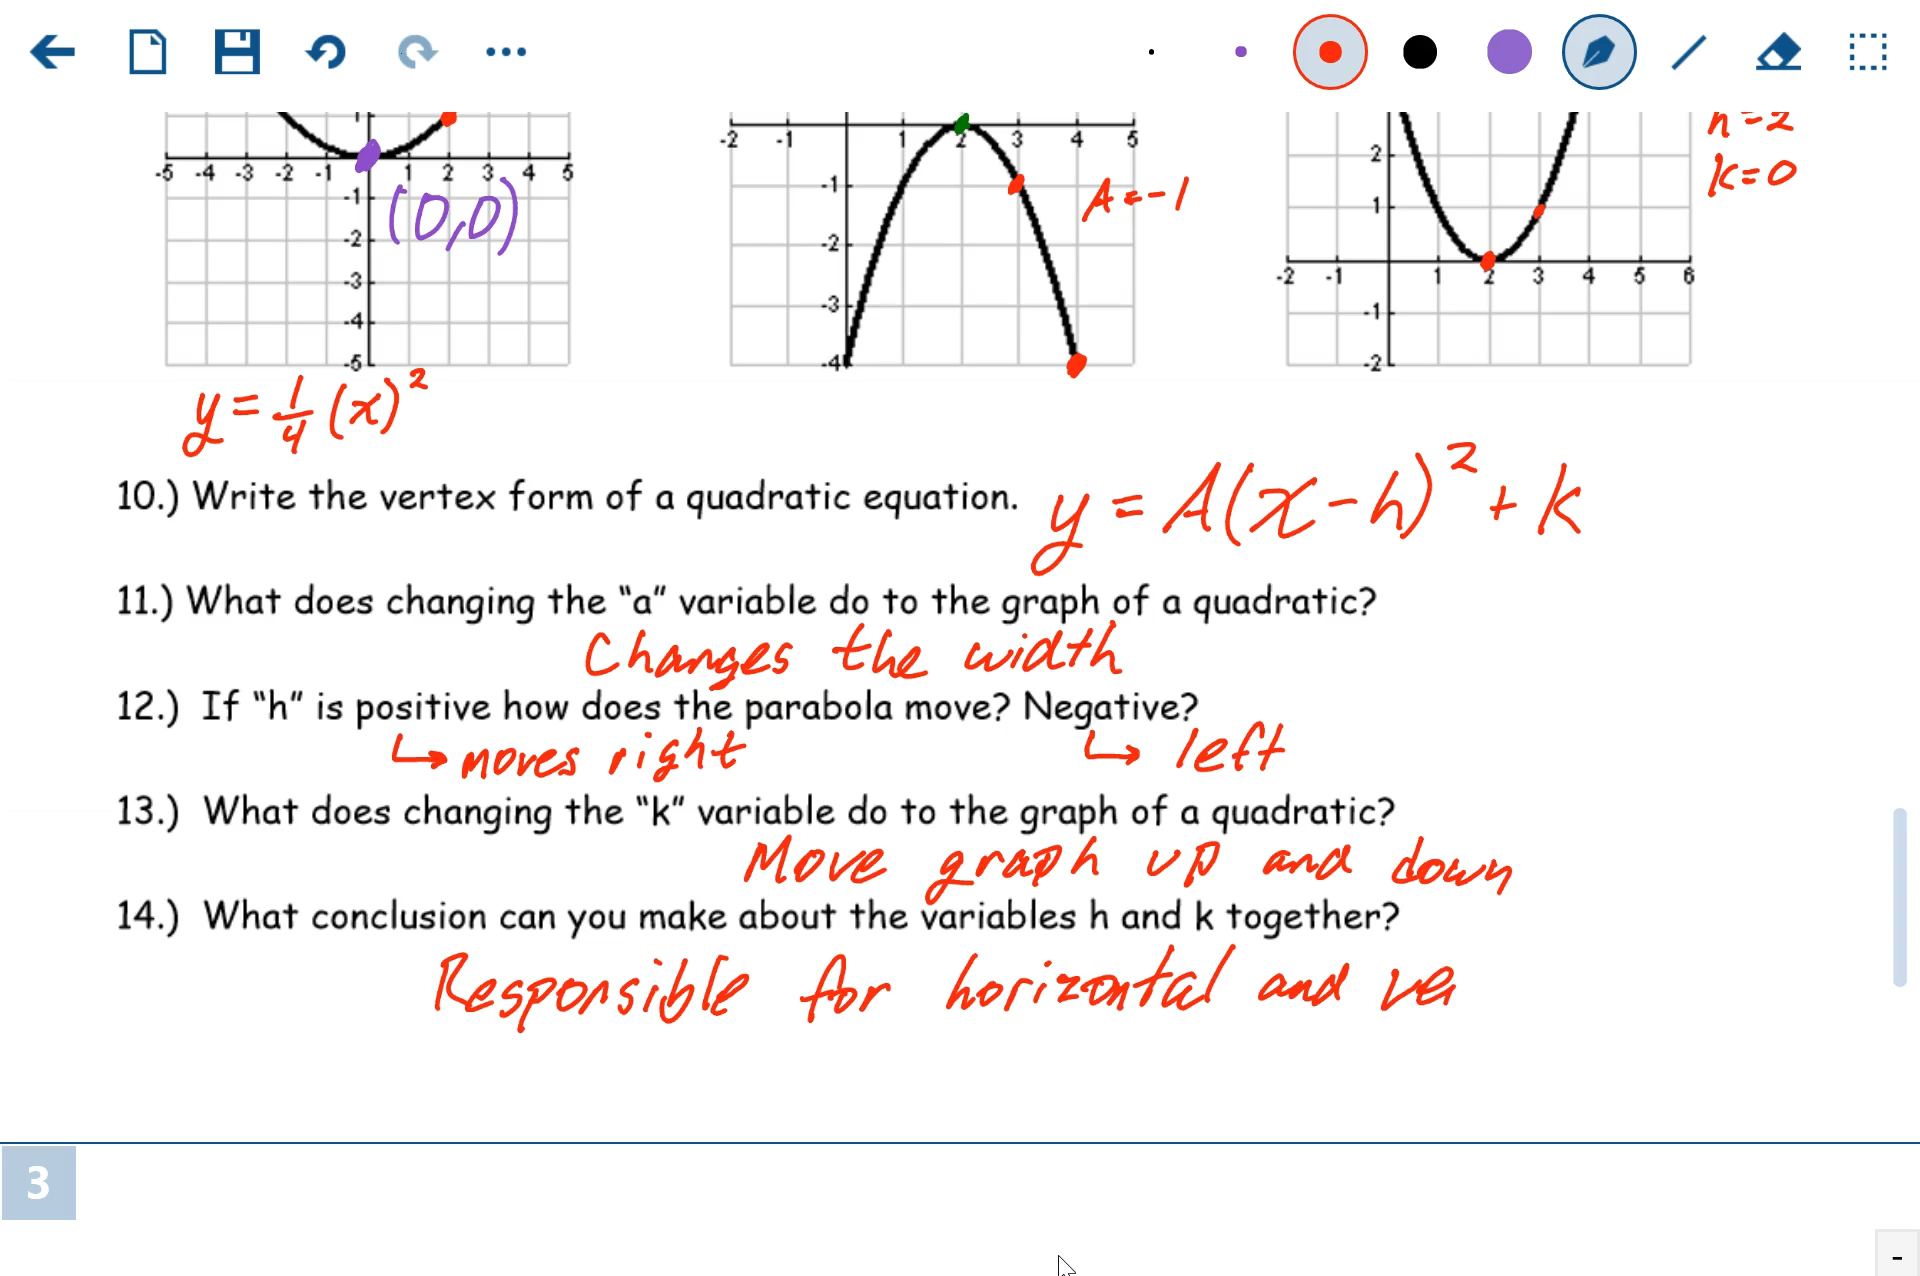 1
-5 -4 -3 -2 -1 1 2 3 4 5
-1
-2
-3
-4
-5
(0,0)
-2 -1 1 2 3 4 5
-1
-2
-3
-4
A = -1
2
1
-2 -1 1 2 3 4 5 6
-1
-2
h = 2
k = 0
y = 1/4 (x)²
10.) Write the vertex form of a quadratic equation. y = A(x - h)² + k
11.) What does changing the “a” variable do to the graph of a quadratic?
Changes the width
12.) If “h” is positive how does the parabola move? Negative?
↳ moves right ↳ left
13.) What does changing the “k” variable do to the graph of a quadratic?
Move graph up and down
14.) What conclusion can you make about the variables h and k together?
Responsible for horizontal and ve
3